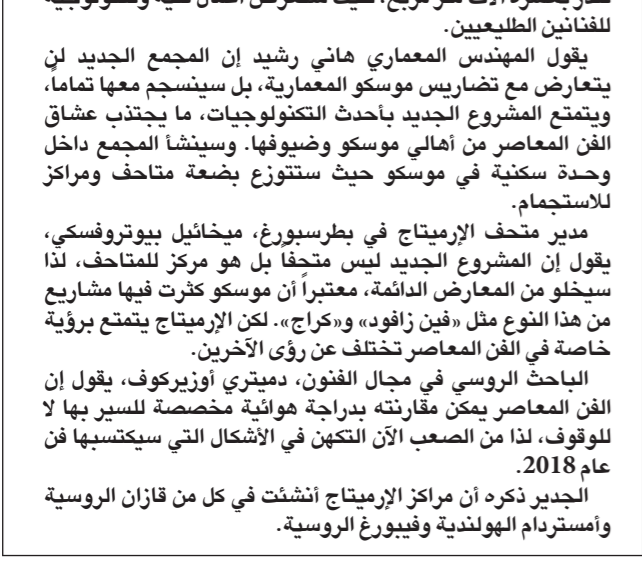 للفنانين الطليعيين.
يقول المهندس المعماري هاني رشيد إن المجمع الجديد لن
يتعارض مع تضاريس موسكو المعمارية، بل سينسجم معها تماماً،
ويتمتع المشروع الجديد بأحدث التكنولوجيات، ما يجتذب عشاق
الفن المعاصر من أهالي موسكو وضيوفها. وسينشأ المجمع داخل
وحدة سكنية في موسكو حيث ستتوزع بضعة متاحف ومراكز
للاستجمام.
مدير متحف الإرميتاج في بطرسبورغ، ميخائيل بيوتروفسكي،
يقول إن المشروع الجديد ليس متحفاً بل هو مركز للمتاحف، لذا
سيخلو من المعارض الدائمة، معتبراً أن موسكو كثرت فيها مشاريع
من هذا النوع مثل «فين زافود» و«كراج». لكن الإرميتاج يتمتع برؤية
خاصة في الفن المعاصر تختلف عن رؤى الآخرين.
الباحث الروسي في مجال الفنون، دميتري أوزيركوف، يقول إن
الفن المعاصر يمكن مقارنته بدراجة هوائية مخصصة للسير بها لا
للوقوف، لذا من الصعب الآن التكهن في الأشكال التي سيكتسبها فن
عام 2018.
الجدير ذكره أن مراكز الإرميتاج أنشئت في كل من قازان الروسية
وأمستردام الهولندية وفيبورغ الروسية.